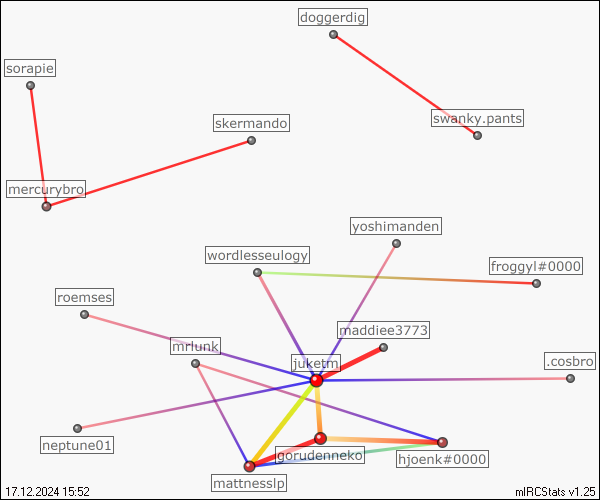 doggerdig
sorapie
swanky.pants
skermando
mercurybro
yoshimanden
wordlesseulogy
froggyl#0000
roemses
maddiee3773
mrlunk
juketm
.cosbro
neptune01
gorudenneko
hjoenk#0000
mattnesslp
17.12.2024 15:52
mIRCStats v1.25